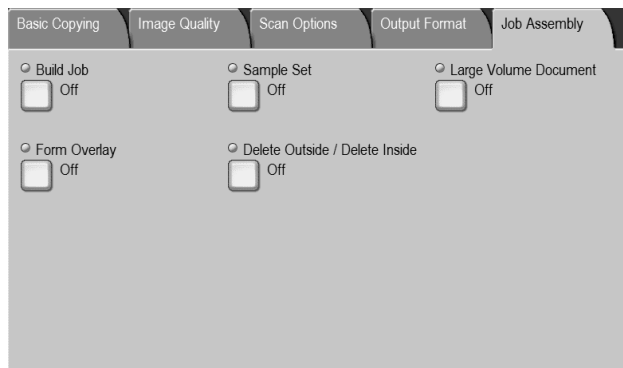 Basic Copying Image Quality Scan Options Output Format Job Assembly
Build Job Sample Set Large Volume Document
Off Off Off
Form Overlay Delete Outside / Delete Inside
Off Off